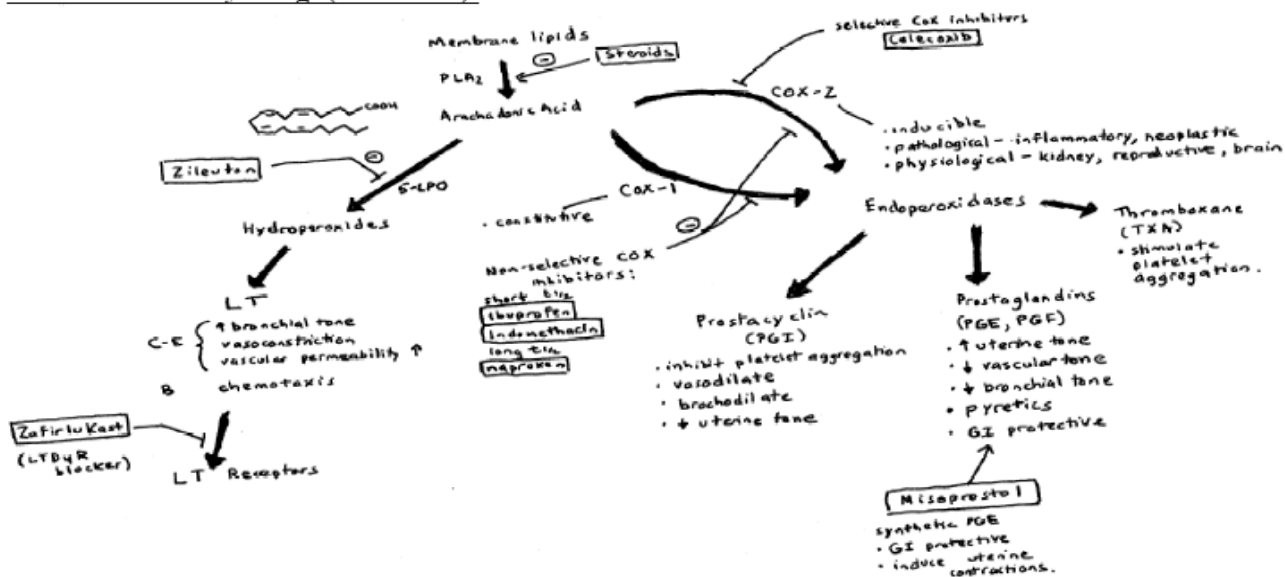 Membrane lipids
PLA₂
⊖
Steroids
Arachadonic Acid
COOH
selective Cox inhibitors
Celecoxib
COX-2
• inducible
• pathological - inflammatory, neoplastic
• physiological - kidney, reproductive, brain
Zileuton
⊖
5-LPO
Hydroperoxides
COX-1
• constitutive
⊖
Non-selective COX
inhibitors:
short t1/2
Ibuprofen
Indomethacin
long t1/2
naproxen
Endoperoxidases
Thromboxane
(TXA)
• stimulate
platelet
aggregation.
LT
C-E { ↑ bronchial tone
vasoconstriction
vascular permeability ↑
B chemotaxis
Zafirlukast
(LTD4R
blocker)
LT Receptors
Prostacyclin
(PGI)
• inhibit platelet aggregation
• vasodilate
• brochodilate
• ↓ uterine tone
Prostaglandins
(PGE, PGF)
• ↑ uterine tone
• ↓ vascular tone
• ↓ bronchial tone
• pyretics
• GI protective
Misoprostol
synthetic PGE
• GI protective
• induce uterine
contractions.